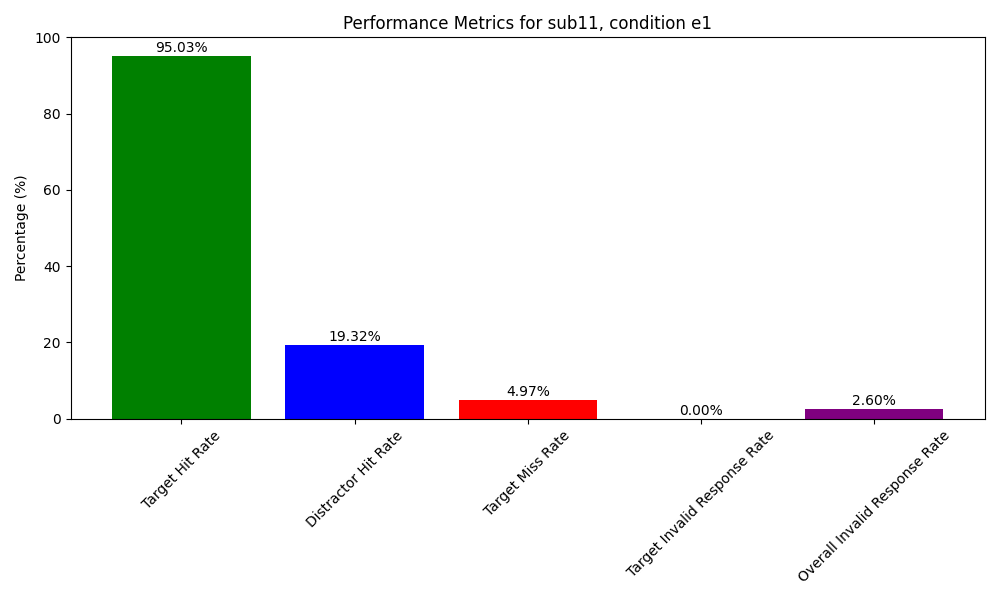 Performance Metrics for sub11, condition e1
Percentage (%)
100
80
60
40
20
0
95.03%
19.32%
4.97%
0.00%
2.60%
Target Hit Rate
Distractor Hit Rate
Target Miss Rate
Target Invalid Response Rate
Overall Invalid Response Rate